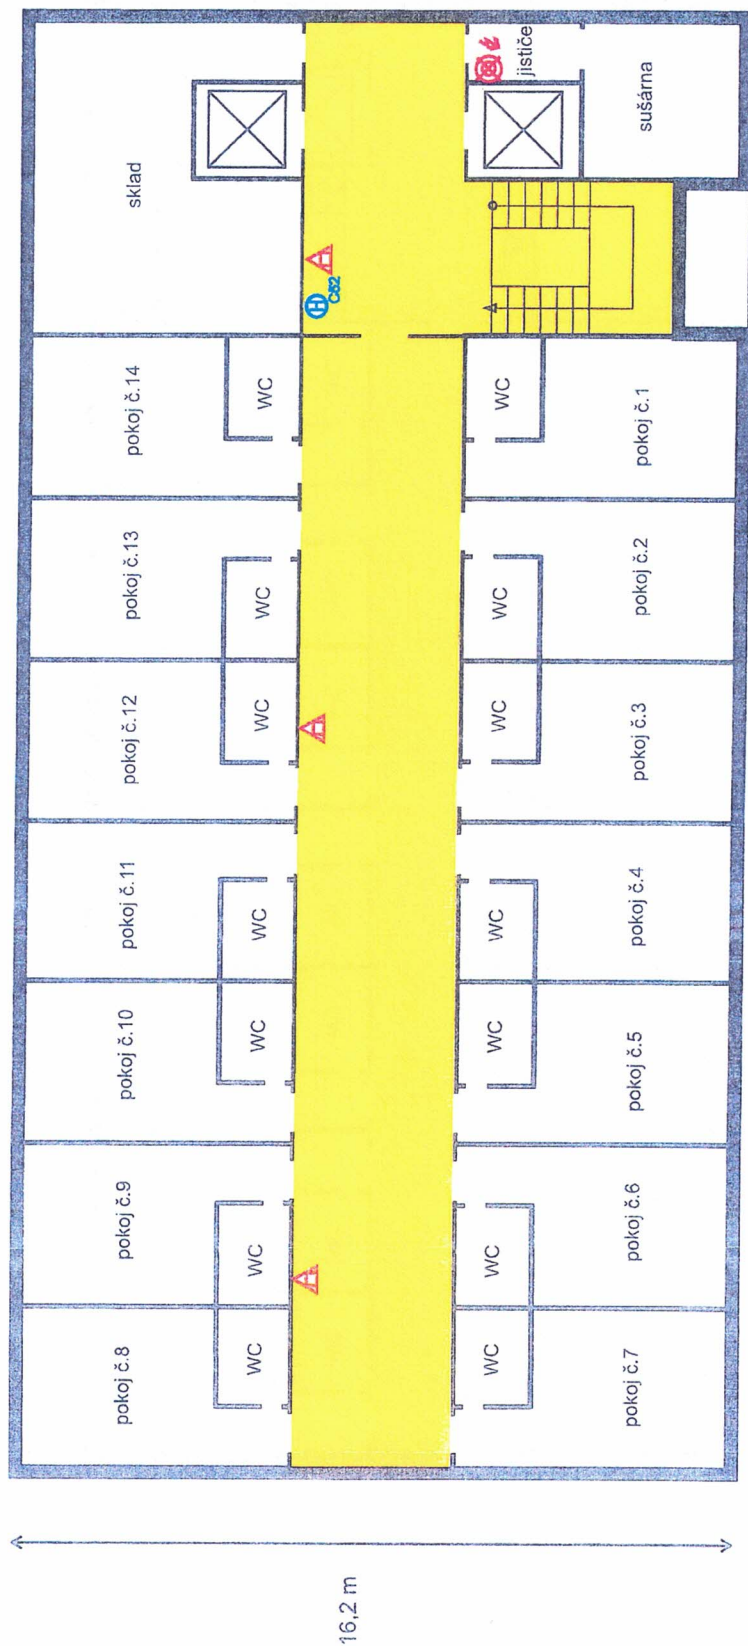 16,2 m
pokoj č.8
pokoj č.9
pokoj č.10
pokoj č.11
pokoj č.12
pokoj č.13
pokoj č.14
sklad
WC
WC
WC
WC
WC
WC
WC
H
C52
WC
WC
WC
WC
WC
WC
WC
jističe
pokoj č.7
pokoj č.6
pokoj č.5
pokoj č.4
pokoj č.3
pokoj č.2
pokoj č.1
sušárna